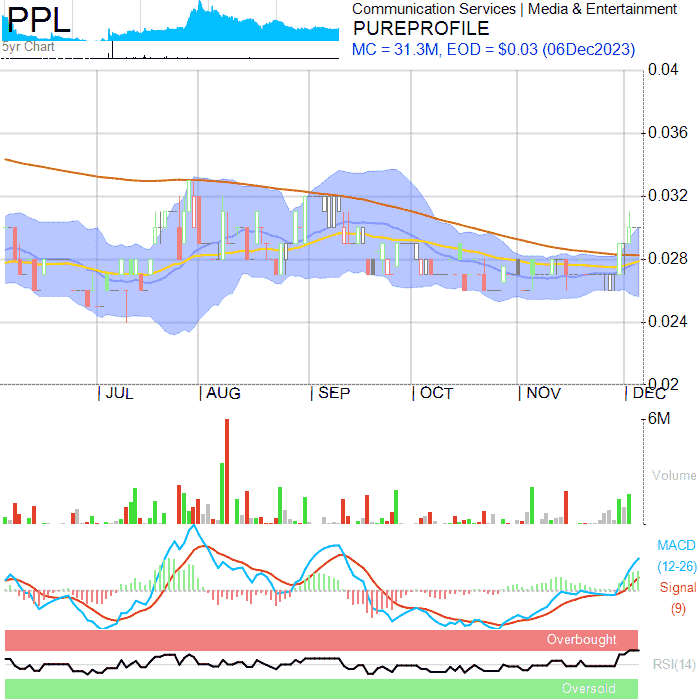 PPL
5yr Chart
Communication Services | Media & Entertainment
PUREPROFILE
MC = 31.3M, EOD = $0.03 (06Dec2023)
0.04
0.036
0.032
0.028
0.024
0.02
JUL
AUG
SEP
OCT
NOV
DEC
6M
Volume
MACD
(12-26)
Signal
(9)
Overbought
RSI(14)
Oversold